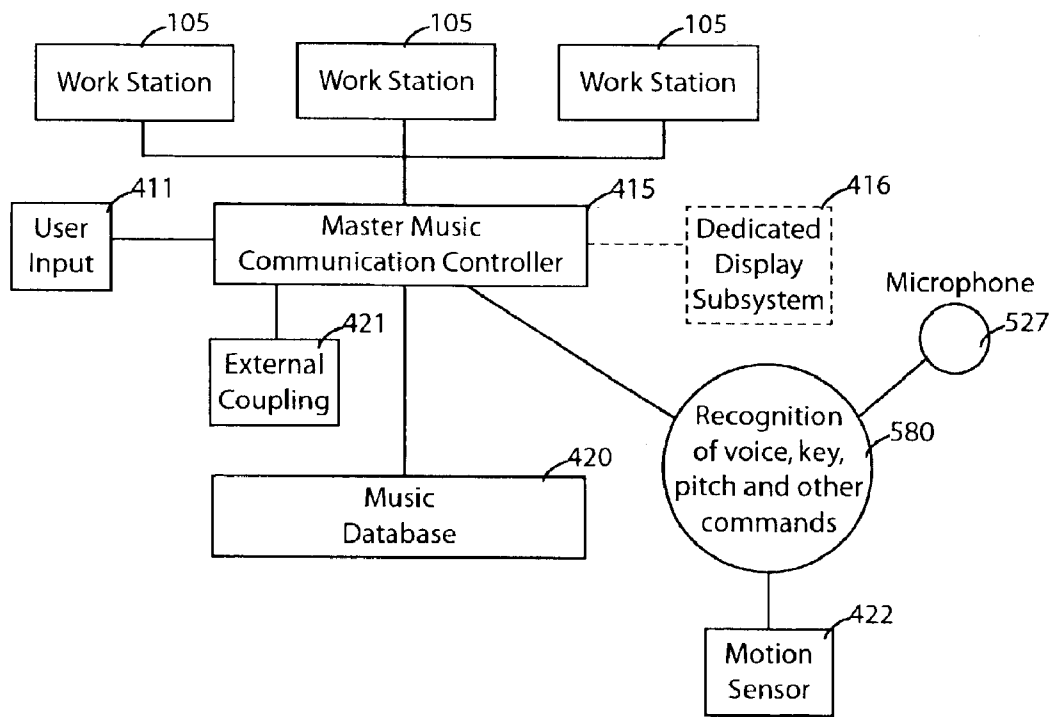 105
105
105
Work Station
Work Station
Work Station
411
415
416
User
Input
Master Music
Communication Controller
Dedicated
Display
Subsystem
Microphone
527
421
External
Coupling
Recognition
of voice, key,
pitch and other
commands
580
420
Music
Database
422
Motion
Sensor